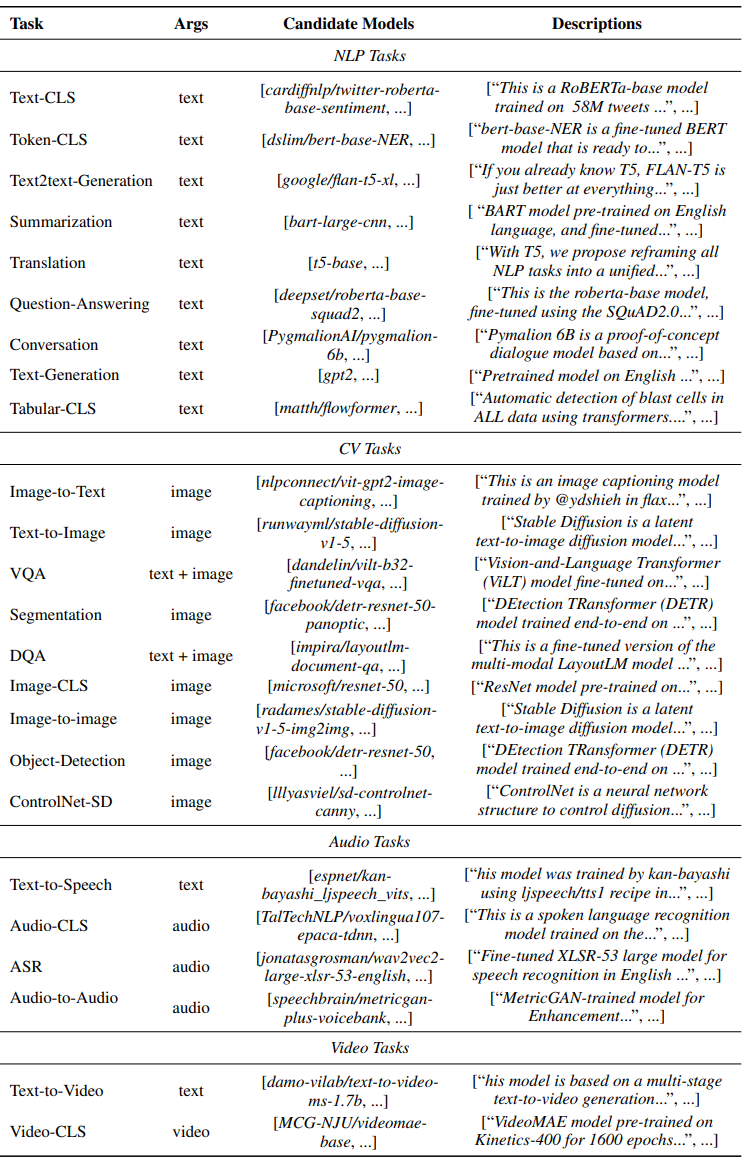 Task Args Candidate Models Descriptions
NLP Tasks
Text-CLS text [cardiffnlp/twitter-roberta-base-sentiment, ...] [“This is a RoBERTa-base model trained on 58M tweets ...”, ...]
Token-CLS text [dslim/bert-base-NER, ...] [“bert-base-NER is a fine-tuned BERT model that is ready to...”, ...]
Text2text-Generation text [google/flan-t5-xl, ...] [“If you already know T5, FLAN-T5 is just better at everything...”, ...]
Summarization text [bart-large-cnn, ...] [ “BART model pre-trained on English language, and fine-tuned...”, ...]
Translation text [t5-base, ...] [“With T5, we propose reframing all NLP tasks into a unified...”, ...]
Question-Answering text [deepset/roberta-base-squad2, ...] [“This is the roberta-base model, fine-tuned using the SQuAD2.0...”, ...]
Conversation text [PygmalionAI/pygmalion-6b, ...] [“Pymalion 6B is a proof-of-concept dialogue model based on...”, ...]
Text-Generation text [gpt2, ...] [“Pretrained model on English ...”, ...]
Tabular-CLS text [matth/flowformer, ...] [“Automatic detection of blast cells in ALL data using transformers....”, ...]
CV Tasks
Image-to-Text image [nlpconnect/vit-gpt2-image-captioning, ...] [“This is an image captioning model trained by @ydshieh in flax...”, ...]
Text-to-Image image [runwayml/stable-diffusion-v1-5, ...] [“Stable Diffusion is a latent text-to-image diffusion model...”, ...]
VQA text + image [dandelin/vilt-b32-finetuned-vqa, ...] [“Vision-and-Language Transformer (ViLT) model fine-tuned on...”, ...]
Segmentation image [facebook/detr-resnet-50-panoptic, ...] [“DEtection TRansformer (DETR) model trained end-to-end on ...”, ...]
DQA text + image [impira/layoutlm-document-qa, ...] [“This is a fine-tuned version of the multi-modal LayoutLM model ...”, ...]
Image-CLS image [microsoft/resnet-50, ...] [“ResNet model pre-trained on...”, ...]
Image-to-image image [radames/stable-diffusion-v1-5-img2img, ...] [“Stable Diffusion is a latent text-to-image diffusion model...”, ...]
Object-Detection image [facebook/detr-resnet-50, ...] [“DEtection TRansformer (DETR) model trained end-to-end on ...”, ...]
ControlNet-SD image [lllyasviel/sd-controlnet-canny, ...] [“ControlNet is a neural network structure to control diffusion...”, ...]
Audio Tasks
Text-to-Speech text [espnet/kan-bayashi_ljspeech_vits, ...] [“his model was trained by kan-bayashi using ljspeech/tts1 recipe in...”, ...]
Audio-CLS audio [TalTechNLP/voxlingua107-epaca-tdnn, ...] [“This is a spoken language recognition model trained on the...”, ...]
ASR audio [jonatasgrosman/wav2vec2-large-xlsr-53-english, ...] [“Fine-tuned XLSR-53 large model for speech recognition in English ...”, ...]
Audio-to-Audio audio [speechbrain/metricgan-plus-voicebank, ...] [“MetricGAN-trained model for Enhancement...”, ...]
Video Tasks
Text-to-Video text [damo-vilab/text-to-video-ms-1.7b, ...] [“his model is based on a multi-stage text-to-video generation...”, ...]
Video-CLS video [MCG-NJU/videomae-base, ...] [“VideoMAE model pre-trained on Kinetics-400 for 1600 epochs...”, ...]